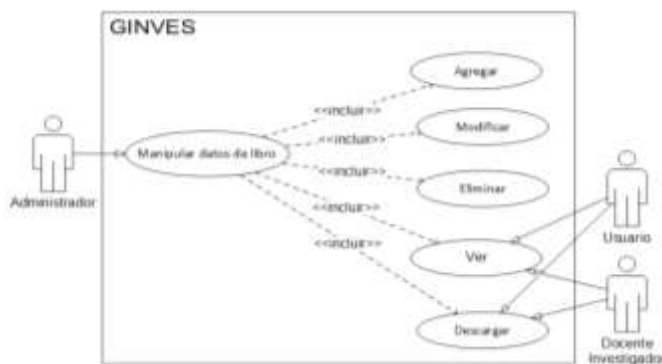 GINVES
Agregar
<<incluir>>
Modificar
<<incluir>>
Manipular datos de libro
<<incluir>>
Eliminar
Administrador
<<incluir>>
Usuario
<<incluir>>
Ver
Descargar
Docente
Investigador